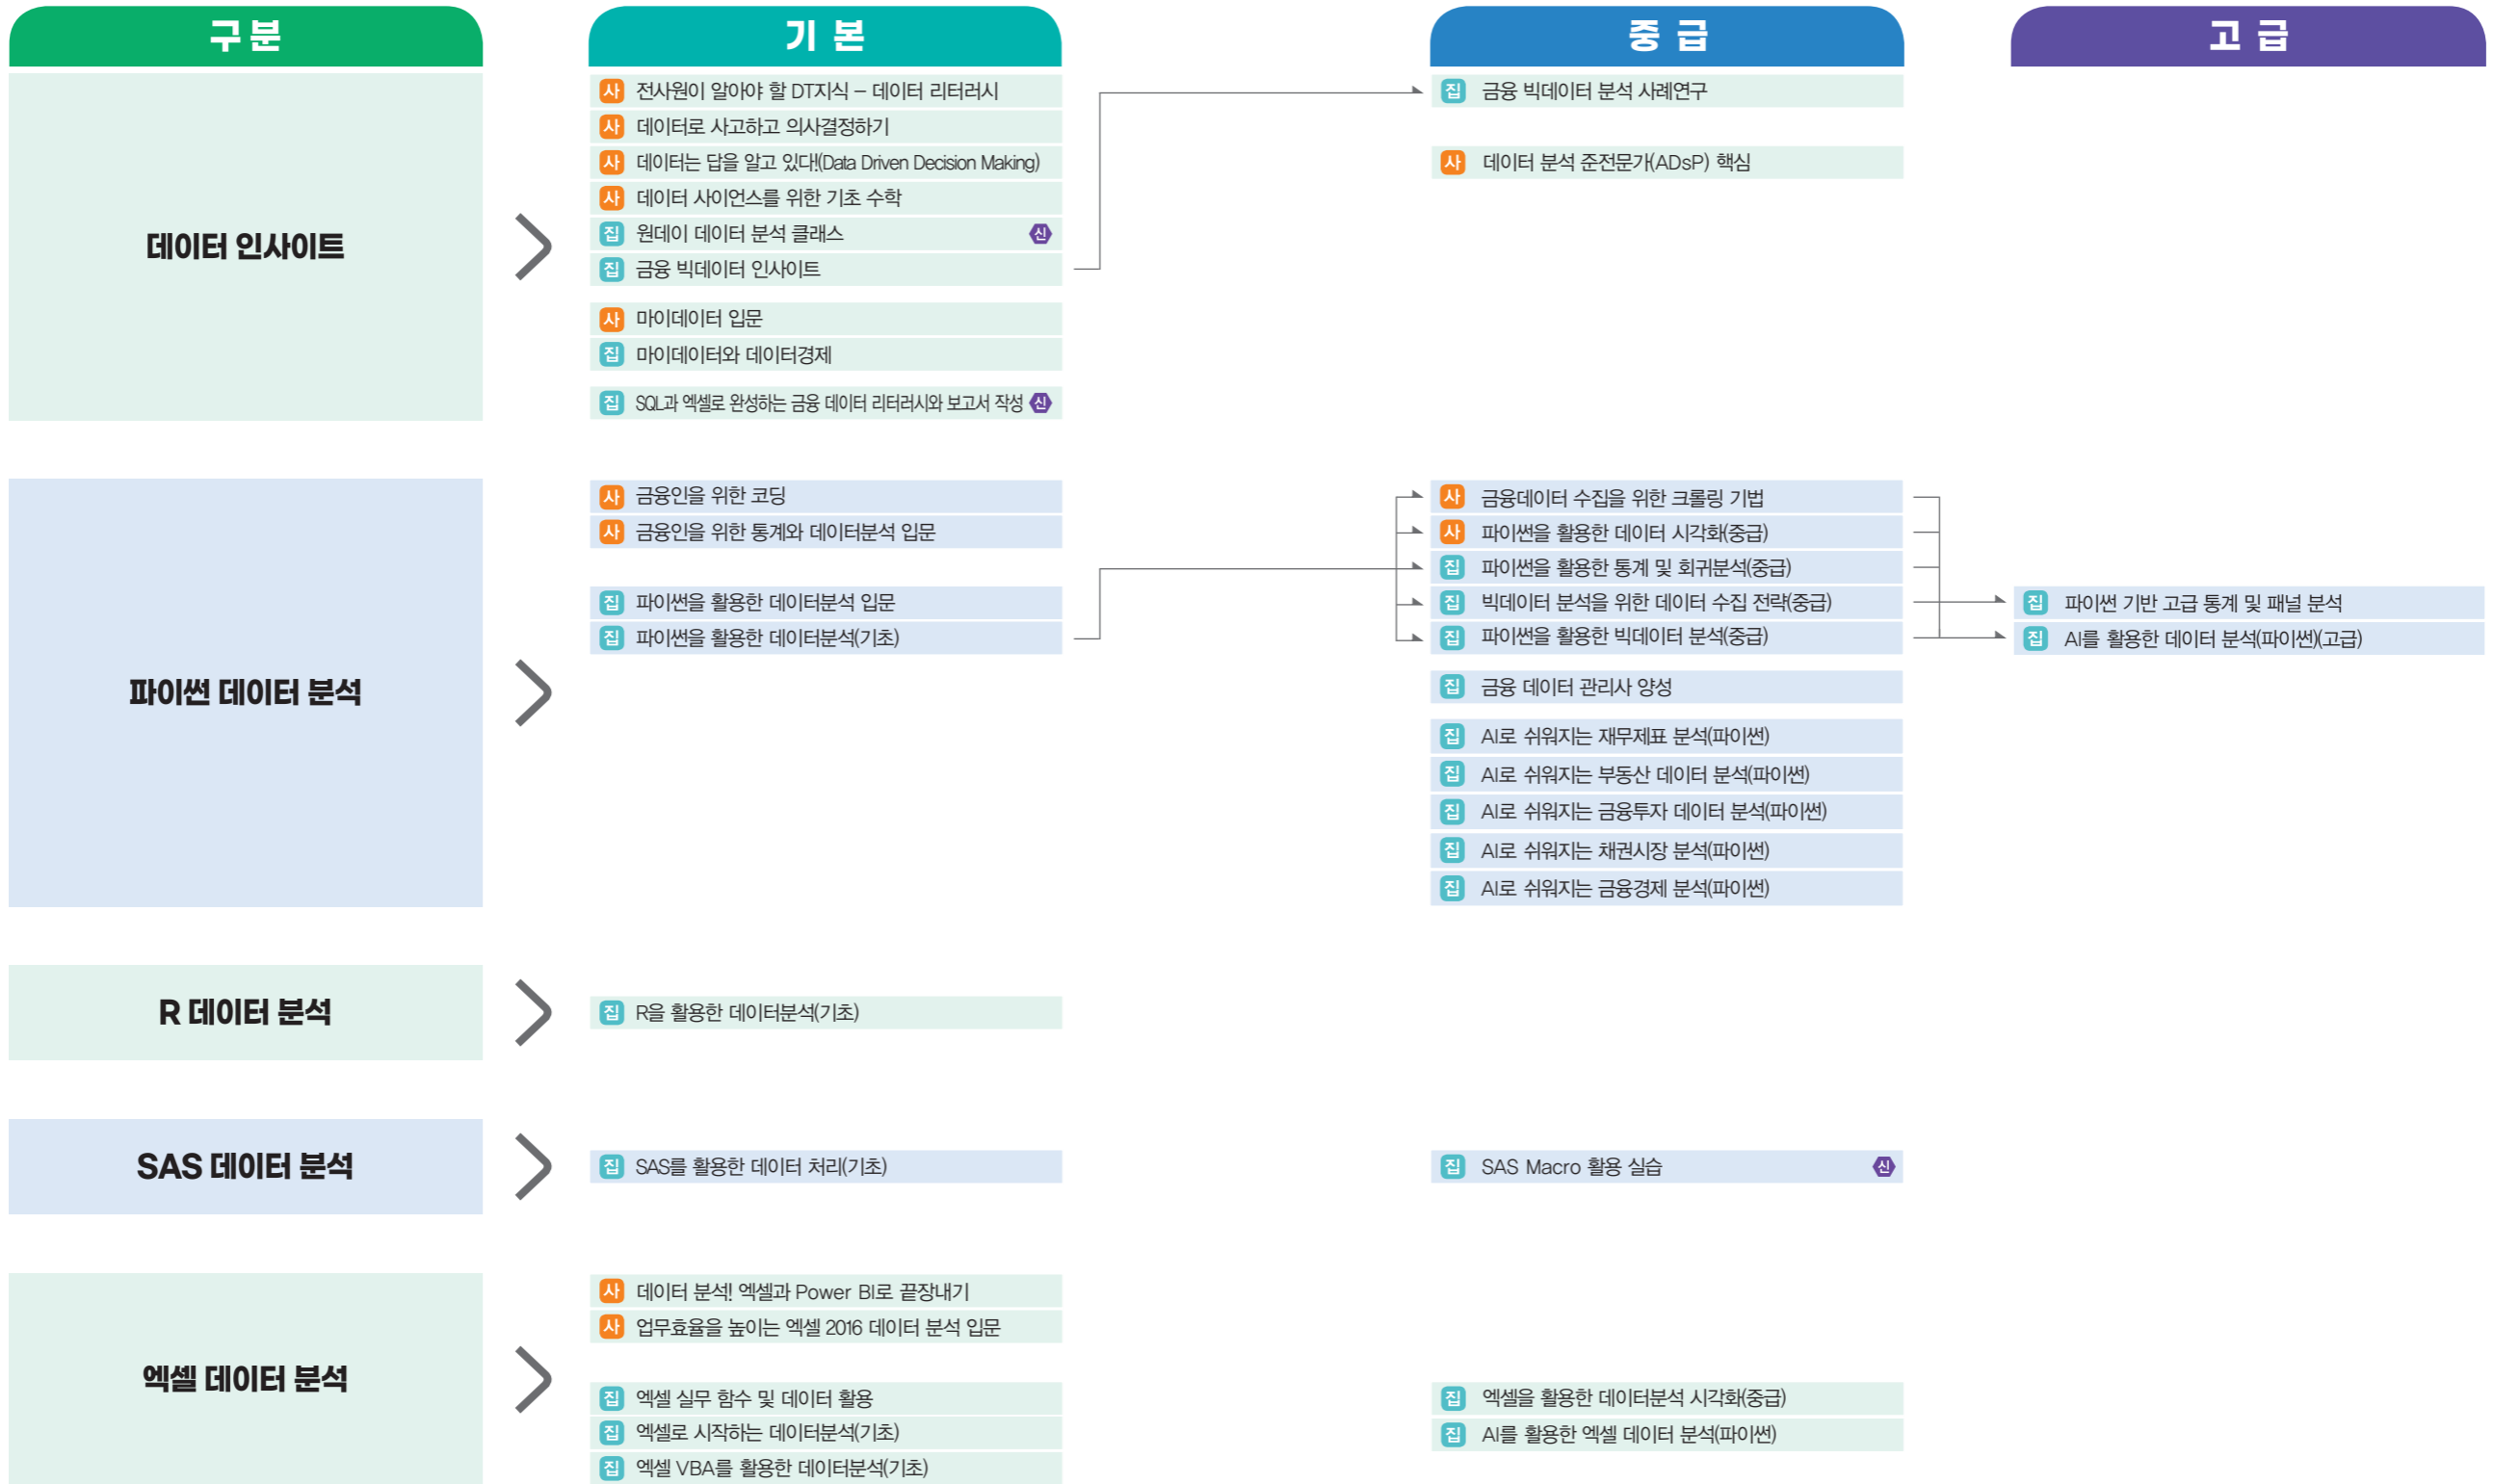 구분
기 본
중 급
고 급
데이터 인사이트
사 전사원이 알아야 할 DT지식 – 데이터 리터러시
사 데이터로 사고하고 의사결정하기
사 데이터는 답을 알고 있다!(Data Driven Decision Making)
사 데이터 사이언스를 위한 기초 수학
집 원데이 데이터 분석 클래스 신
집 금융 빅데이터 인사이트
사 마이데이터 입문
집 마이데이터와 데이터경제
집 SQL과 엑셀로 완성하는 금융 데이터 리터러시와 보고서 작성 신
집 금융 빅데이터 분석 사례연구
사 데이터 분석 준전문가(ADsP) 핵심
파이썬 데이터 분석
사 금융인을 위한 코딩
사 금융인을 위한 통계와 데이터분석 입문
집 파이썬을 활용한 데이터분석 입문
집 파이썬을 활용한 데이터분석(기초)
사 금융데이터 수집을 위한 크롤링 기법
사 파이썬을 활용한 데이터 시각화(중급)
집 파이썬을 활용한 통계 및 회귀분석(중급)
집 빅데이터 분석을 위한 데이터 수집 전략(중급)
집 파이썬을 활용한 빅데이터 분석(중급)
집 금융 데이터 관리사 양성
집 AI로 쉬워지는 재무제표 분석(파이썬)
집 AI로 쉬워지는 부동산 데이터 분석(파이썬)
집 AI로 쉬워지는 금융투자 데이터 분석(파이썬)
집 AI로 쉬워지는 채권시장 분석(파이썬)
집 AI로 쉬워지는 금융경제 분석(파이썬)
집 파이썬 기반 고급 통계 및 패널 분석
집 AI를 활용한 데이터 분석(파이썬)(고급)
R 데이터 분석
집 R을 활용한 데이터분석(기초)
SAS 데이터 분석
집 SAS를 활용한 데이터 처리(기초)
집 SAS Macro 활용 실습 신
엑셀 데이터 분석
사 데이터 분석! 엑셀과 Power BI로 끝장내기
사 업무효율을 높이는 엑셀 2016 데이터 분석 입문
집 엑셀 실무 함수 및 데이터 활용
집 엑셀로 시작하는 데이터분석(기초)
집 엑셀 VBA를 활용한 데이터분석(기초)
집 엑셀을 활용한 데이터분석 시각화(중급)
집 AI를 활용한 엑셀 데이터 분석(파이썬)